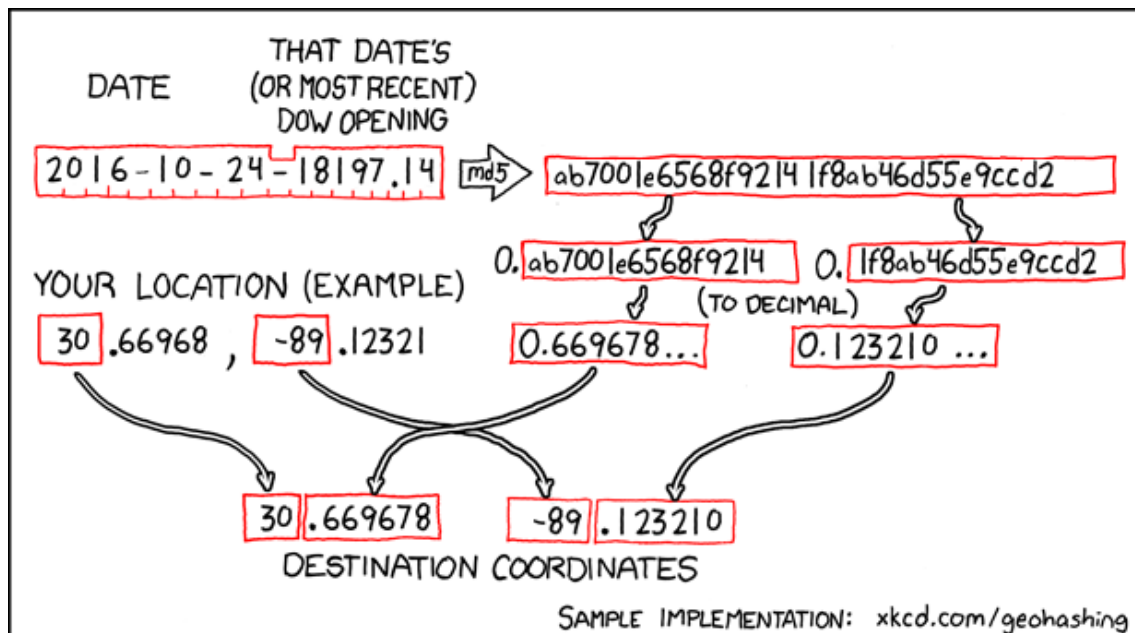 DATE
THAT DATE'S
(OR MOST RECENT)
DOW OPENING
2016-10-24-18197.14
md5
ab7001e6568f92141f8ab46d55e9ccd2
0.ab7001e6568f9214
0.1f8ab46d55e9ccd2
YOUR LOCATION (EXAMPLE)
(TO DECIMAL)
30.66968, -89.12321
0.669678...
0.123210...
30.669678
-89.123210
DESTINATION COORDINATES
SAMPLE IMPLEMENTATION: xkcd.com/geohashing